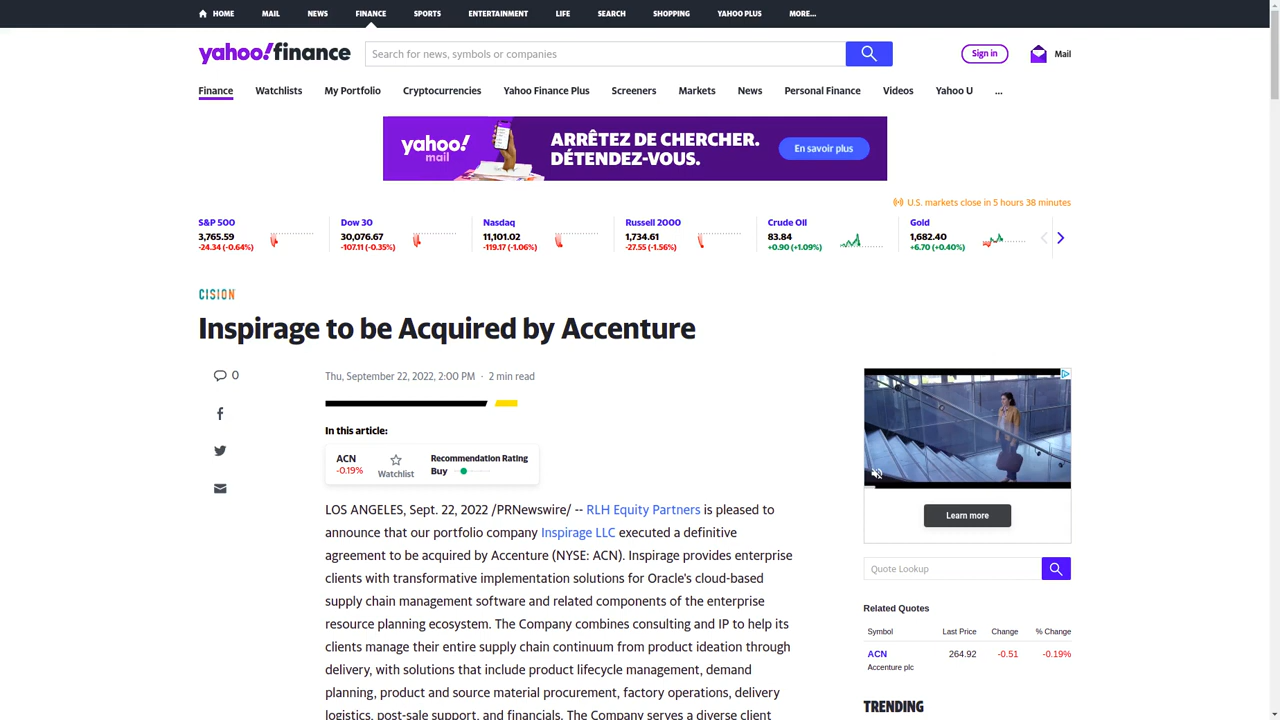 HOME MAIL NEWS FINANCE SPORTS ENTERTAINMENT LIFE SEARCH SHOPPING YAHOO PLUS MORE...
yahoo!finance
Search for news, symbols or companies
Sign in
Mail
Finance Watchlists My Portfolio Cryptocurrencies Yahoo Finance Plus Screeners Markets News Personal Finance Videos Yahoo U ...
yahoo!
mail
ARRÊTEZ DE CHERCHER.
DÉTENDEZ-VOUS.
En savoir plus
U.S. markets close in 5 hours 38 minutes
S&P 500
3,765.59
-24.34 (-0.64%)
Dow 30
30,076.67
-107.11 (-0.35%)
Nasdaq
11,101.02
-119.17 (-1.06%)
Russell 2000
1,734.61
-27.55 (-1.56%)
Crude Oil
83.84
+0.90 (+1.09%)
Gold
1,682.40
+6.70 (+0.40%)
CISION
Inspirage to be Acquired by Accenture
0
Thu, September 22, 2022, 2:00 PM · 2 min read
In this article:
ACN
-0.19%
Watchlist
Recommendation Rating
Buy
LOS ANGELES, Sept. 22, 2022 /PRNewswire/ -- RLH Equity Partners is pleased to
announce that our portfolio company Inspirage LLC executed a definitive
agreement to be acquired by Accenture (NYSE: ACN). Inspirage provides enterprise
clients with transformative implementation solutions for Oracle's cloud-based
supply chain management software and related components of the enterprise
resource planning ecosystem. The Company combines consulting and IP to help its
clients manage their entire supply chain continuum from product ideation through
delivery, with solutions that include product lifecycle management, demand
planning, product and source material procurement, factory operations, delivery
logistics, post-sale support, and financials. The Company serves a diverse client
Learn more
Quote Lookup
Related Quotes
Symbol Last Price Change % Change
ACN 264.92 -0.51 -0.19%
Accenture plc
TRENDING